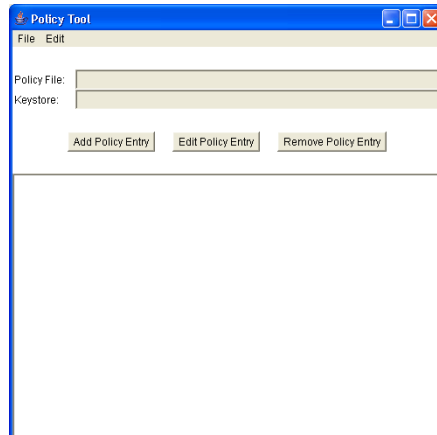 Policy Tool
File Edit
Policy File:
Keystore:
Add Policy Entry Edit Policy Entry Remove Policy Entry